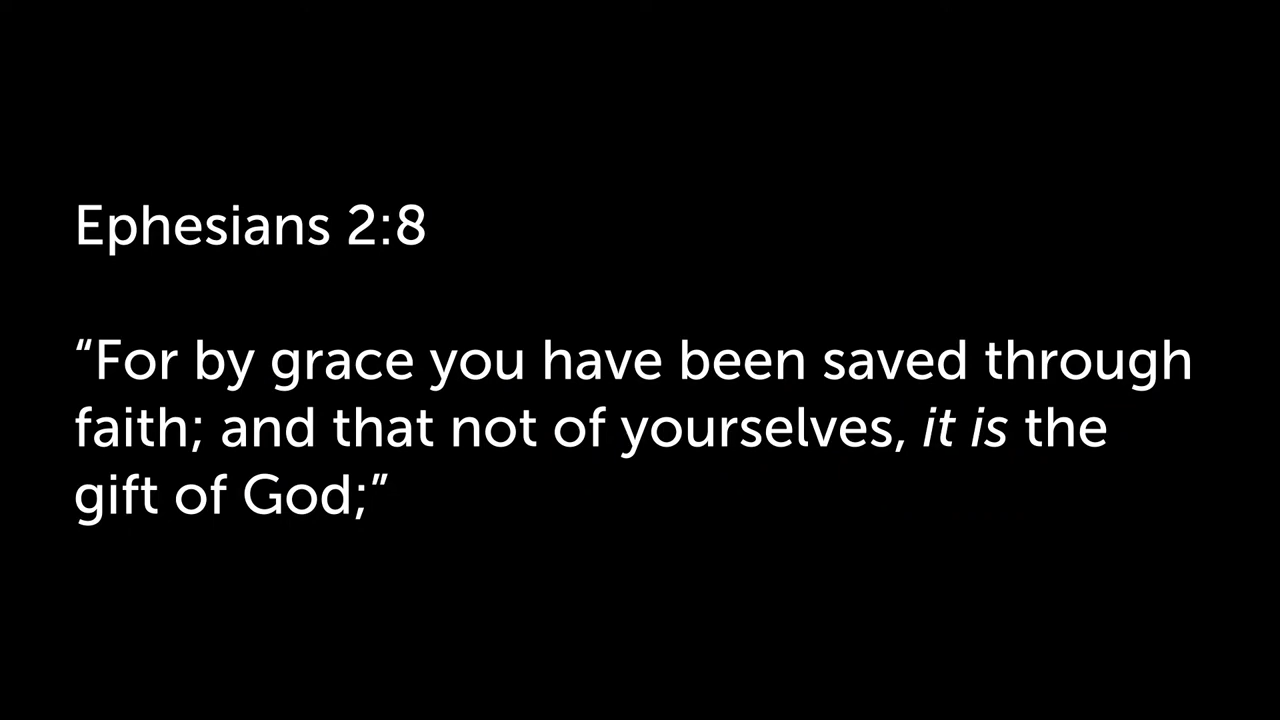 Ephesians 2:8
“For by grace you have been saved through
faith; and that not of yourselves, it is the
gift of God;”